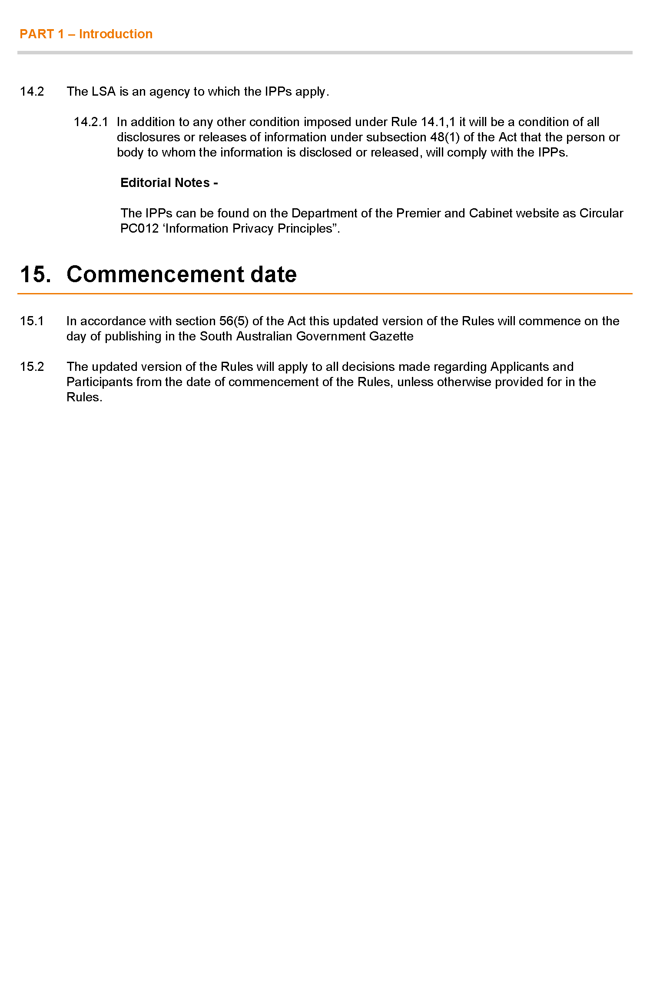 PART 1 – Introduction
14.2 The LSA is an agency to which the IPPs apply.
14.2.1 In addition to any other condition imposed under Rule 14.1,1 it will be a condition of all
disclosures or releases of information under subsection 48(1) of the Act that the person or
body to whom the information is disclosed or released, will comply with the IPPs.
Editorial Notes -
The IPPs can be found on the Department of the Premier and Cabinet website as Circular
PC012 ‘Information Privacy Principles”.
15. Commencement date
15.1 In accordance with section 56(5) of the Act this updated version of the Rules will commence on the
day of publishing in the South Australian Government Gazette
15.2 The updated version of the Rules will apply to all decisions made regarding Applicants and
Participants from the date of commencement of the Rules, unless otherwise provided for in the
Rules.